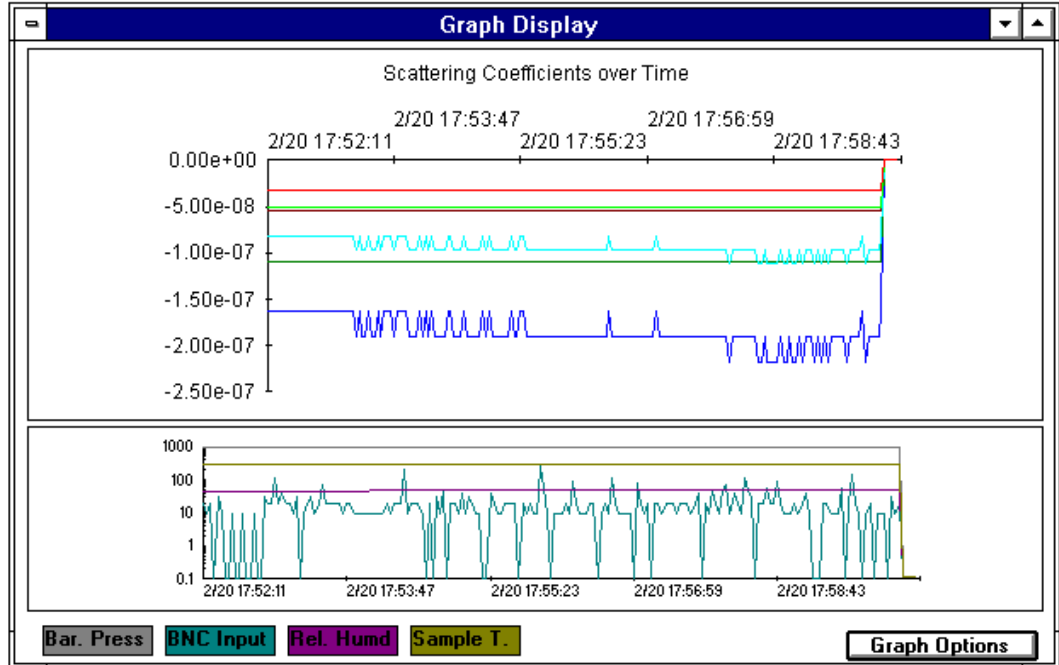 Graph Display
Scattering Coefficients over Time
2/20 17:53:47 2/20 17:56:59
2/20 17:52:11 2/20 17:55:23 2/20 17:58:43
0.00e+00
-5.00e-08
-1.00e-07
-1.50e-07
-2.00e-07
-2.50e-07
1000
100
10
1
0.1
2/20 17:52:11 2/20 17:53:47 2/20 17:55:23 2/20 17:56:59 2/20 17:58:43
Bar. Press BNC Input Rel. Humd Sample T. Graph Options